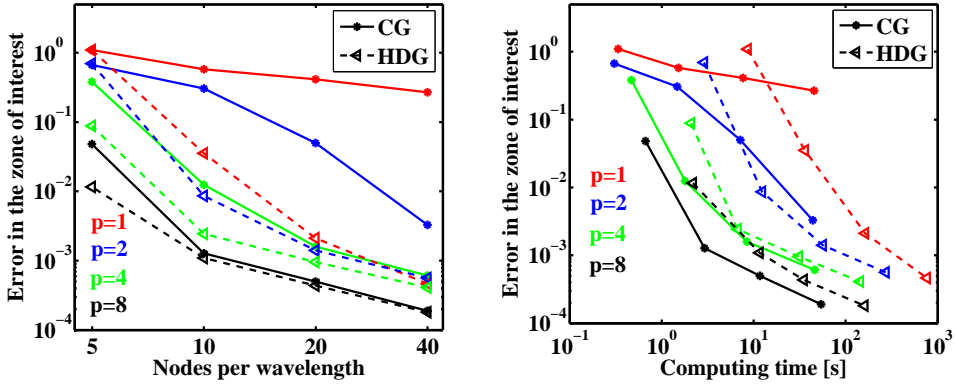 CG
HDG
10^0
10^-1
10^-2
10^-3
10^-4
Error in the zone of interest
p=1
p=2
p=4
p=8
5
10
20
40
Nodes per wavelength
CG
HDG
10^0
10^-1
10^-2
10^-3
10^-4
Error in the zone of interest
p=1
p=2
p=4
p=8
10^-1
10^0
10^1
10^2
10^3
Computing time [s]